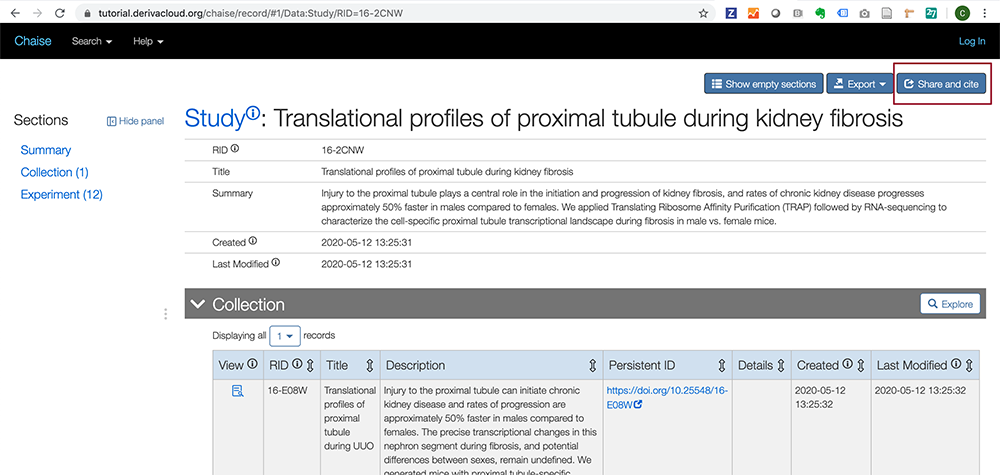 tutorial.derivacloud.org/chaise/record/#1/Data:Study/RID=16-2CNW
Chaise Search Help Log In
Show empty sections Export Share and cite
Sections Hide panel
Summary
Collection (1)
Experiment (12)
Study: Translational profiles of proximal tubule during kidney fibrosis
RID 16-2CNW
Title Translational profiles of proximal tubule during kidney fibrosis
Summary Injury to the proximal tubule plays a central role in the initiation and progression of kidney fibrosis, and rates of chronic kidney disease progresses
approximately 50% faster in males compared to females. We applied Translating Ribosome Affinity Purification (TRAP) followed by RNA-sequencing to
characterize the cell-specific proximal tubule transcriptional landscape during fibrosis in male vs. female mice.
Created 2020-05-12 13:25:31
Last Modified 2020-05-12 13:25:31
Collection Explore
Displaying all 1 records
View RID Title Description Persistent ID Details Created Last Modified
16-E08W
Translational
profiles of
proximal
tubule
during UUO
Injury to the proximal tubule can initiate chronic
kidney disease and rates of progression are
approximately 50% faster in males compared to
females. The precise transcriptional changes in this
nephron segment during fibrosis, and potential
differences between sexes, remain undefined. We
generated mice with proximal tubule-specific
https://doi.org/10.25548/16-
E08W
2020-05-12
13:25:32
2020-05-12 13:25:32